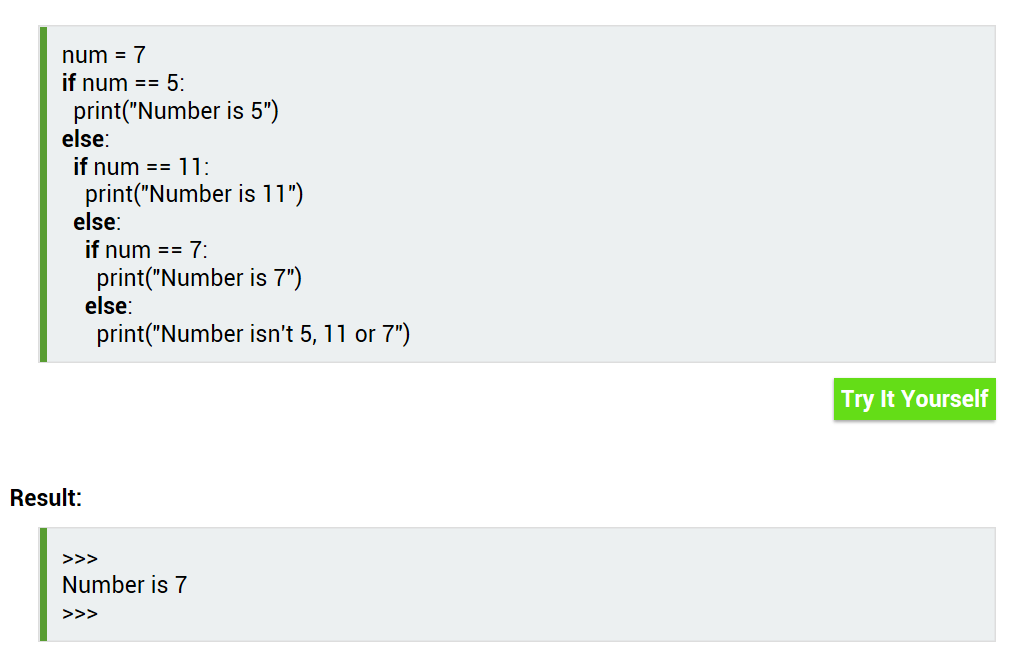 num = 7
if num == 5:
  print("Number is 5")
else:
  if num == 11:
    print("Number is 11")
  else:
    if num == 7:
      print("Number is 7")
    else:
      print("Number isn't 5, 11 or 7")
Try It Yourself
Result:
>>>
Number is 7
>>>